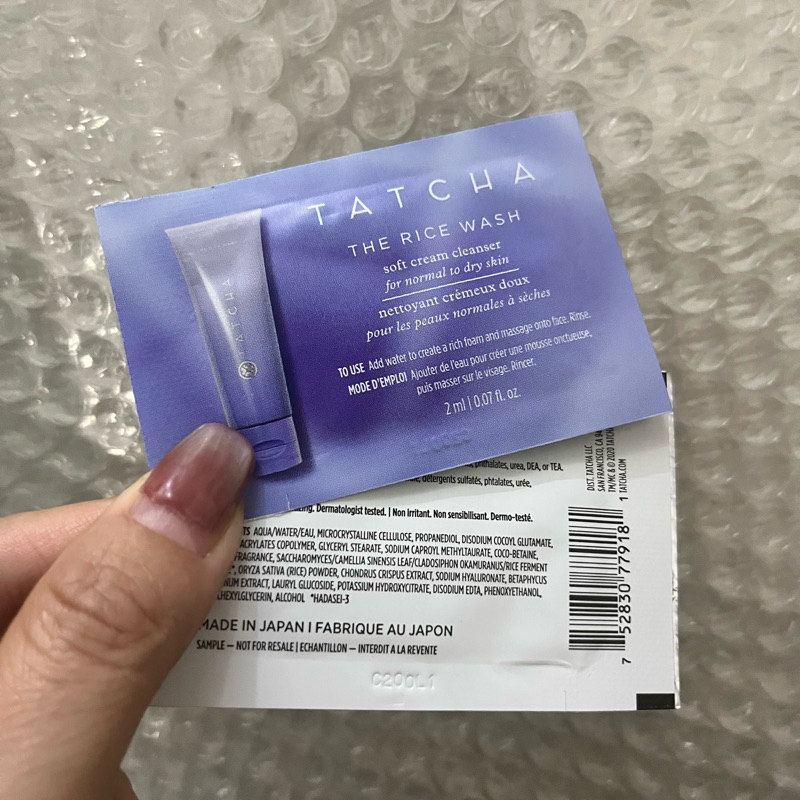 TATCHA
THE RICE WASH
soft cream cleanser
for normal to dry skin
nettoyant crémeux doux
pour les peaux normales à sèches
TO USE Add water to create a rich foam and massage onto face. Rinse.
MODE D'EMPLOI Ajouter de l'eau pour créer une mousse onctueuse,
puis masser sur le visage. Rincer.
2 ml | 0.07 fl. oz.
TATCHA
phthalates, urea, DEA, or TEA.
détergents sulfatés, phtalates, urée,
Dermatologist tested. | Non irritant. Non sensibilisant. Dermo-testé.
AQUA/WATER/EAU, MICROCRYSTALLINE CELLULOSE, PROPANEDIOL, DISODIUM COCOYL GLUTAMATE,
ACRYLATES COPOLYMER, GLYCERYL STEARATE, SODIUM CAPROYL METHYLTAURATE, COCO-BETAINE,
FRAGRANCE, SACCHAROMYCES/CAMELLIA SINENSIS LEAF/CLADOSIPHON OKAMURANUS/RICE FERMENT
ORYZA SATIVA (RICE) POWDER, CHONDRUS CRISPUS EXTRACT, SODIUM HYALURONATE, BETAPHYCUS
EXTRACT, LAURYL GLUCOSIDE, POTASSIUM HYDROXYCITRATE, DISODIUM EDTA, PHENOXYETHANOL,
ALCOHOL *HADASEI-3
MADE IN JAPAN I FABRIQUE AU JAPON
SAMPLE — NOT FOR RESALE | ECHANTILLON — INTERDIT A LA REVENTE
C20CL1
DIST. TATCHA LLC
SAN FRANCISCO, CA
TM/MC & © 2020 TATCHA
TATCHA.COM
7 52830 77918 1